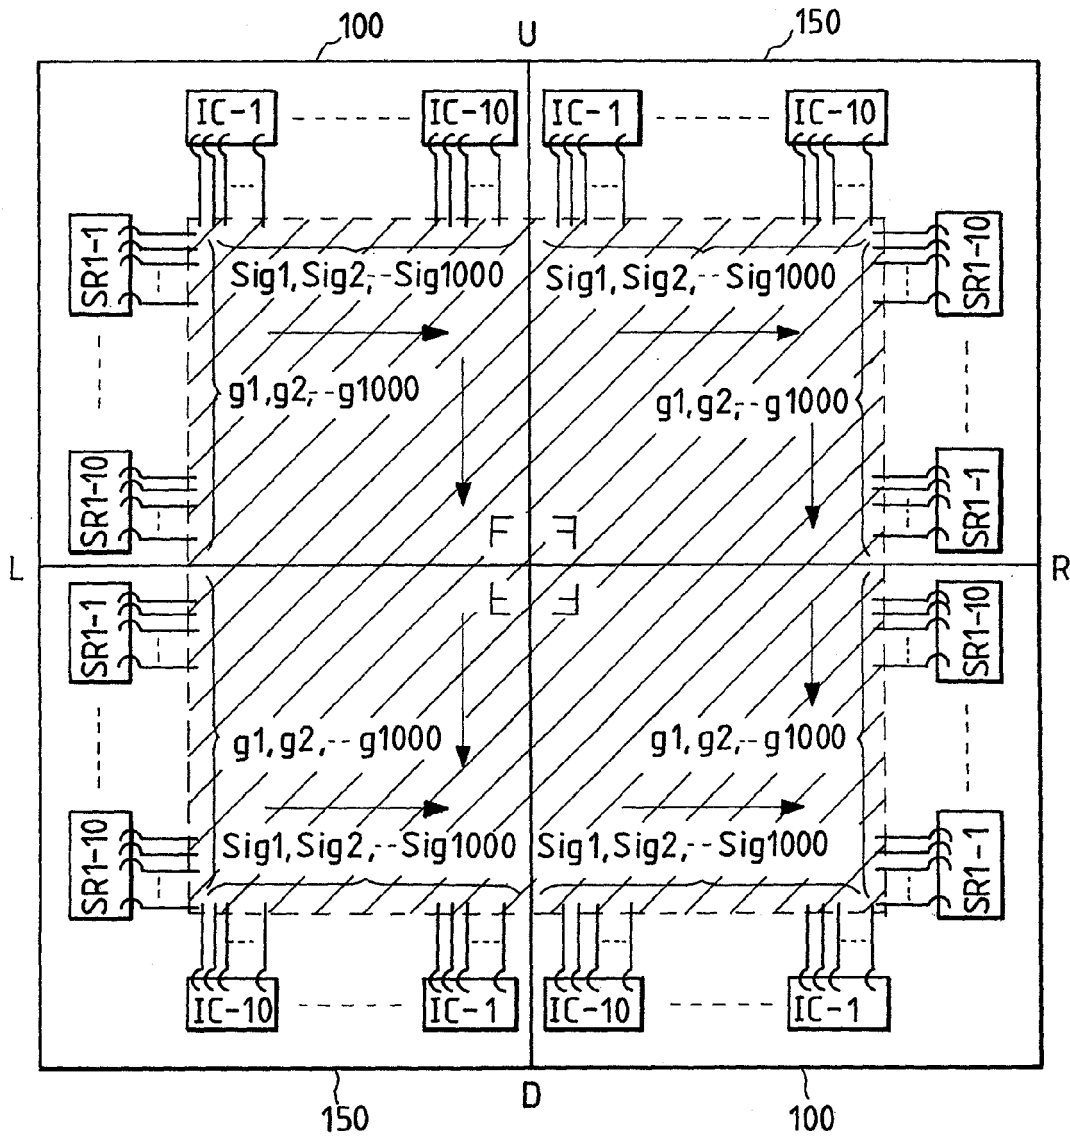 100
U
150
IC-1
IC-10
IC-1
IC-10
SR1-1
SR1-10
Sig1,Sig2,--Sig1000
Sig1,Sig2,--Sig1000
g1,g2,--g1000
g1,g2,--g1000
SR1-10
SR1-1
F F
L
R
F F
SR1-1
SR1-10
g1,g2,--g1000
g1,g2,--g1000
SR1-10
SR1-1
Sig1,Sig2,--Sig1000
Sig1,Sig2,--Sig1000
IC-10
IC-1
IC-10
IC-1
150
D
100